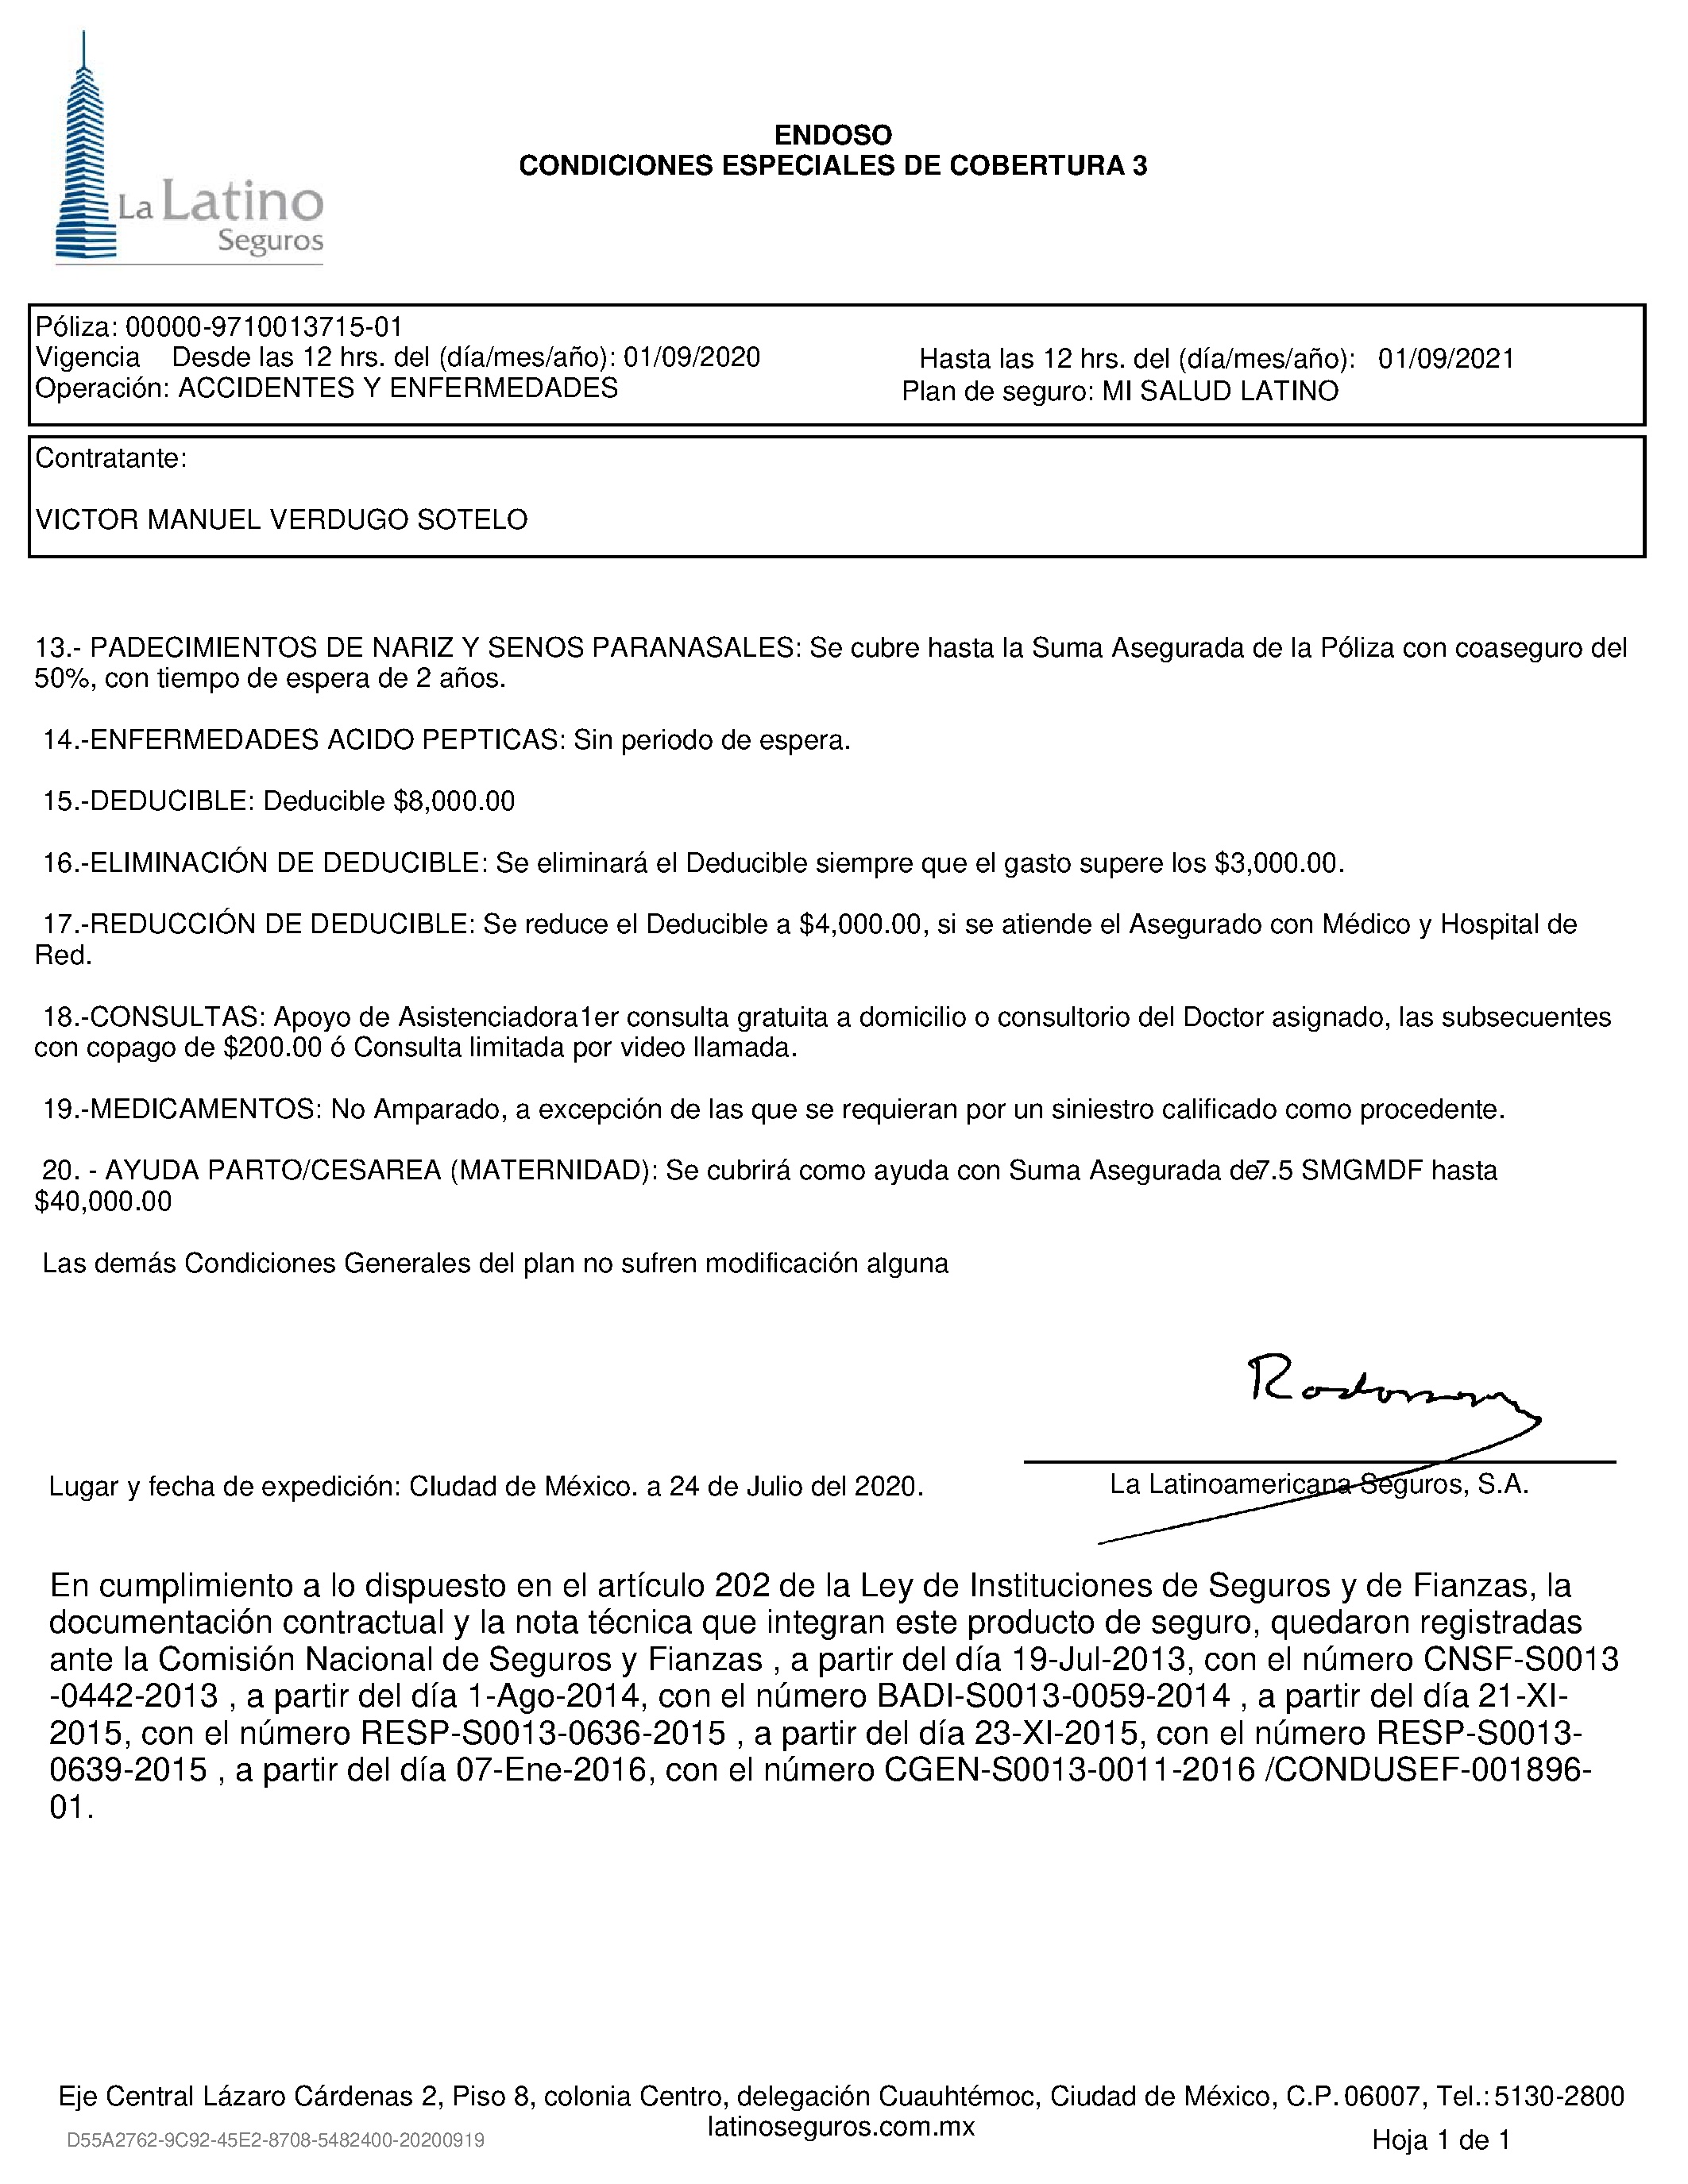 La Latino
Seguros
ENDOSO
CONDICIONES ESPECIALES DE COBERTURA 3
Póliza: 00000-9710013715-01
Vigencia Desde las 12 hrs. del (día/mes/año): 01/09/2020 Hasta las 12 hrs. del (día/mes/año): 01/09/2021
Operación: ACCIDENTES Y ENFERMEDADES Plan de seguro: MI SALUD LATINO
Contratante:
VICTOR MANUEL VERDUGO SOTELO
13.- PADECIMIENTOS DE NARIZ Y SENOS PARANASALES: Se cubre hasta la Suma Asegurada de la Póliza con coaseguro del
50%, con tiempo de espera de 2 años.
14.-ENFERMEDADES ACIDO PEPTICAS: Sin periodo de espera.
15.-DEDUCIBLE: Deducible $8,000.00
16.-ELIMINACIÓN DE DEDUCIBLE: Se eliminará el Deducible siempre que el gasto supere los $3,000.00.
17.-REDUCCIÓN DE DEDUCIBLE: Se reduce el Deducible a $4,000.00, si se atiende el Asegurado con Médico y Hospital de
Red.
18.-CONSULTAS: Apoyo de Asistenciadora1er consulta gratuita a domicilio o consultorio del Doctor asignado, las subsecuentes
con copago de $200.00 ó Consulta limitada por video llamada.
19.-MEDICAMENTOS: No Amparado, a excepción de las que se requieran por un siniestro calificado como procedente.
20. - AYUDA PARTO/CESAREA (MATERNIDAD): Se cubrirá como ayuda con Suma Asegurada de7.5 SMGMDF hasta
$40,000.00
Las demás Condiciones Generales del plan no sufren modificación alguna
Lugar y fecha de expedición: CIudad de México. a 24 de Julio del 2020.
La Latinoamericana Seguros, S.A.
En cumplimiento a lo dispuesto en el artículo 202 de la Ley de Instituciones de Seguros y de Fianzas, la
documentación contractual y la nota técnica que integran este producto de seguro, quedaron registradas
ante la Comisión Nacional de Seguros y Fianzas , a partir del día 19-Jul-2013, con el número CNSF-S0013
-0442-2013 , a partir del día 1-Ago-2014, con el número BADI-S0013-0059-2014 , a partir del día 21-XI-
2015, con el número RESP-S0013-0636-2015 , a partir del día 23-XI-2015, con el número RESP-S0013-
0639-2015 , a partir del día 07-Ene-2016, con el número CGEN-S0013-0011-2016 /CONDUSEF-001896-
01.
Eje Central Lázaro Cárdenas 2, Piso 8, colonia Centro, delegación Cuauhtémoc, Ciudad de México, C.P. 06007, Tel.: 5130-2800
latinoseguros.com.mx
D55A2762-9C92-45E2-8708-5482400-20200919
Hoja 1 de 1